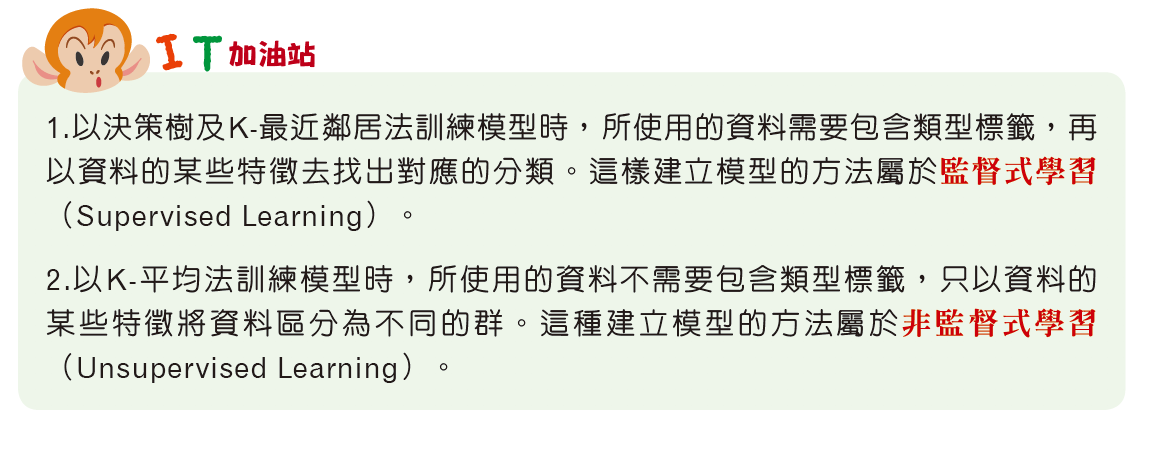 IT加油站
1.以決策樹及K-最近鄰居法訓練模型時，所使用的資料需要包含類型標籤，再
以資料的某些特徵去找出對應的分類。這樣建立模型的方法屬於監督式學習
（Supervised Learning）。
2.以K-平均法訓練模型時，所使用的資料不需要包含類型標籤，只以資料的
某些特徵將資料區分為不同的群。這種建立模型的方法屬於非監督式學習
（Unsupervised Learning）。